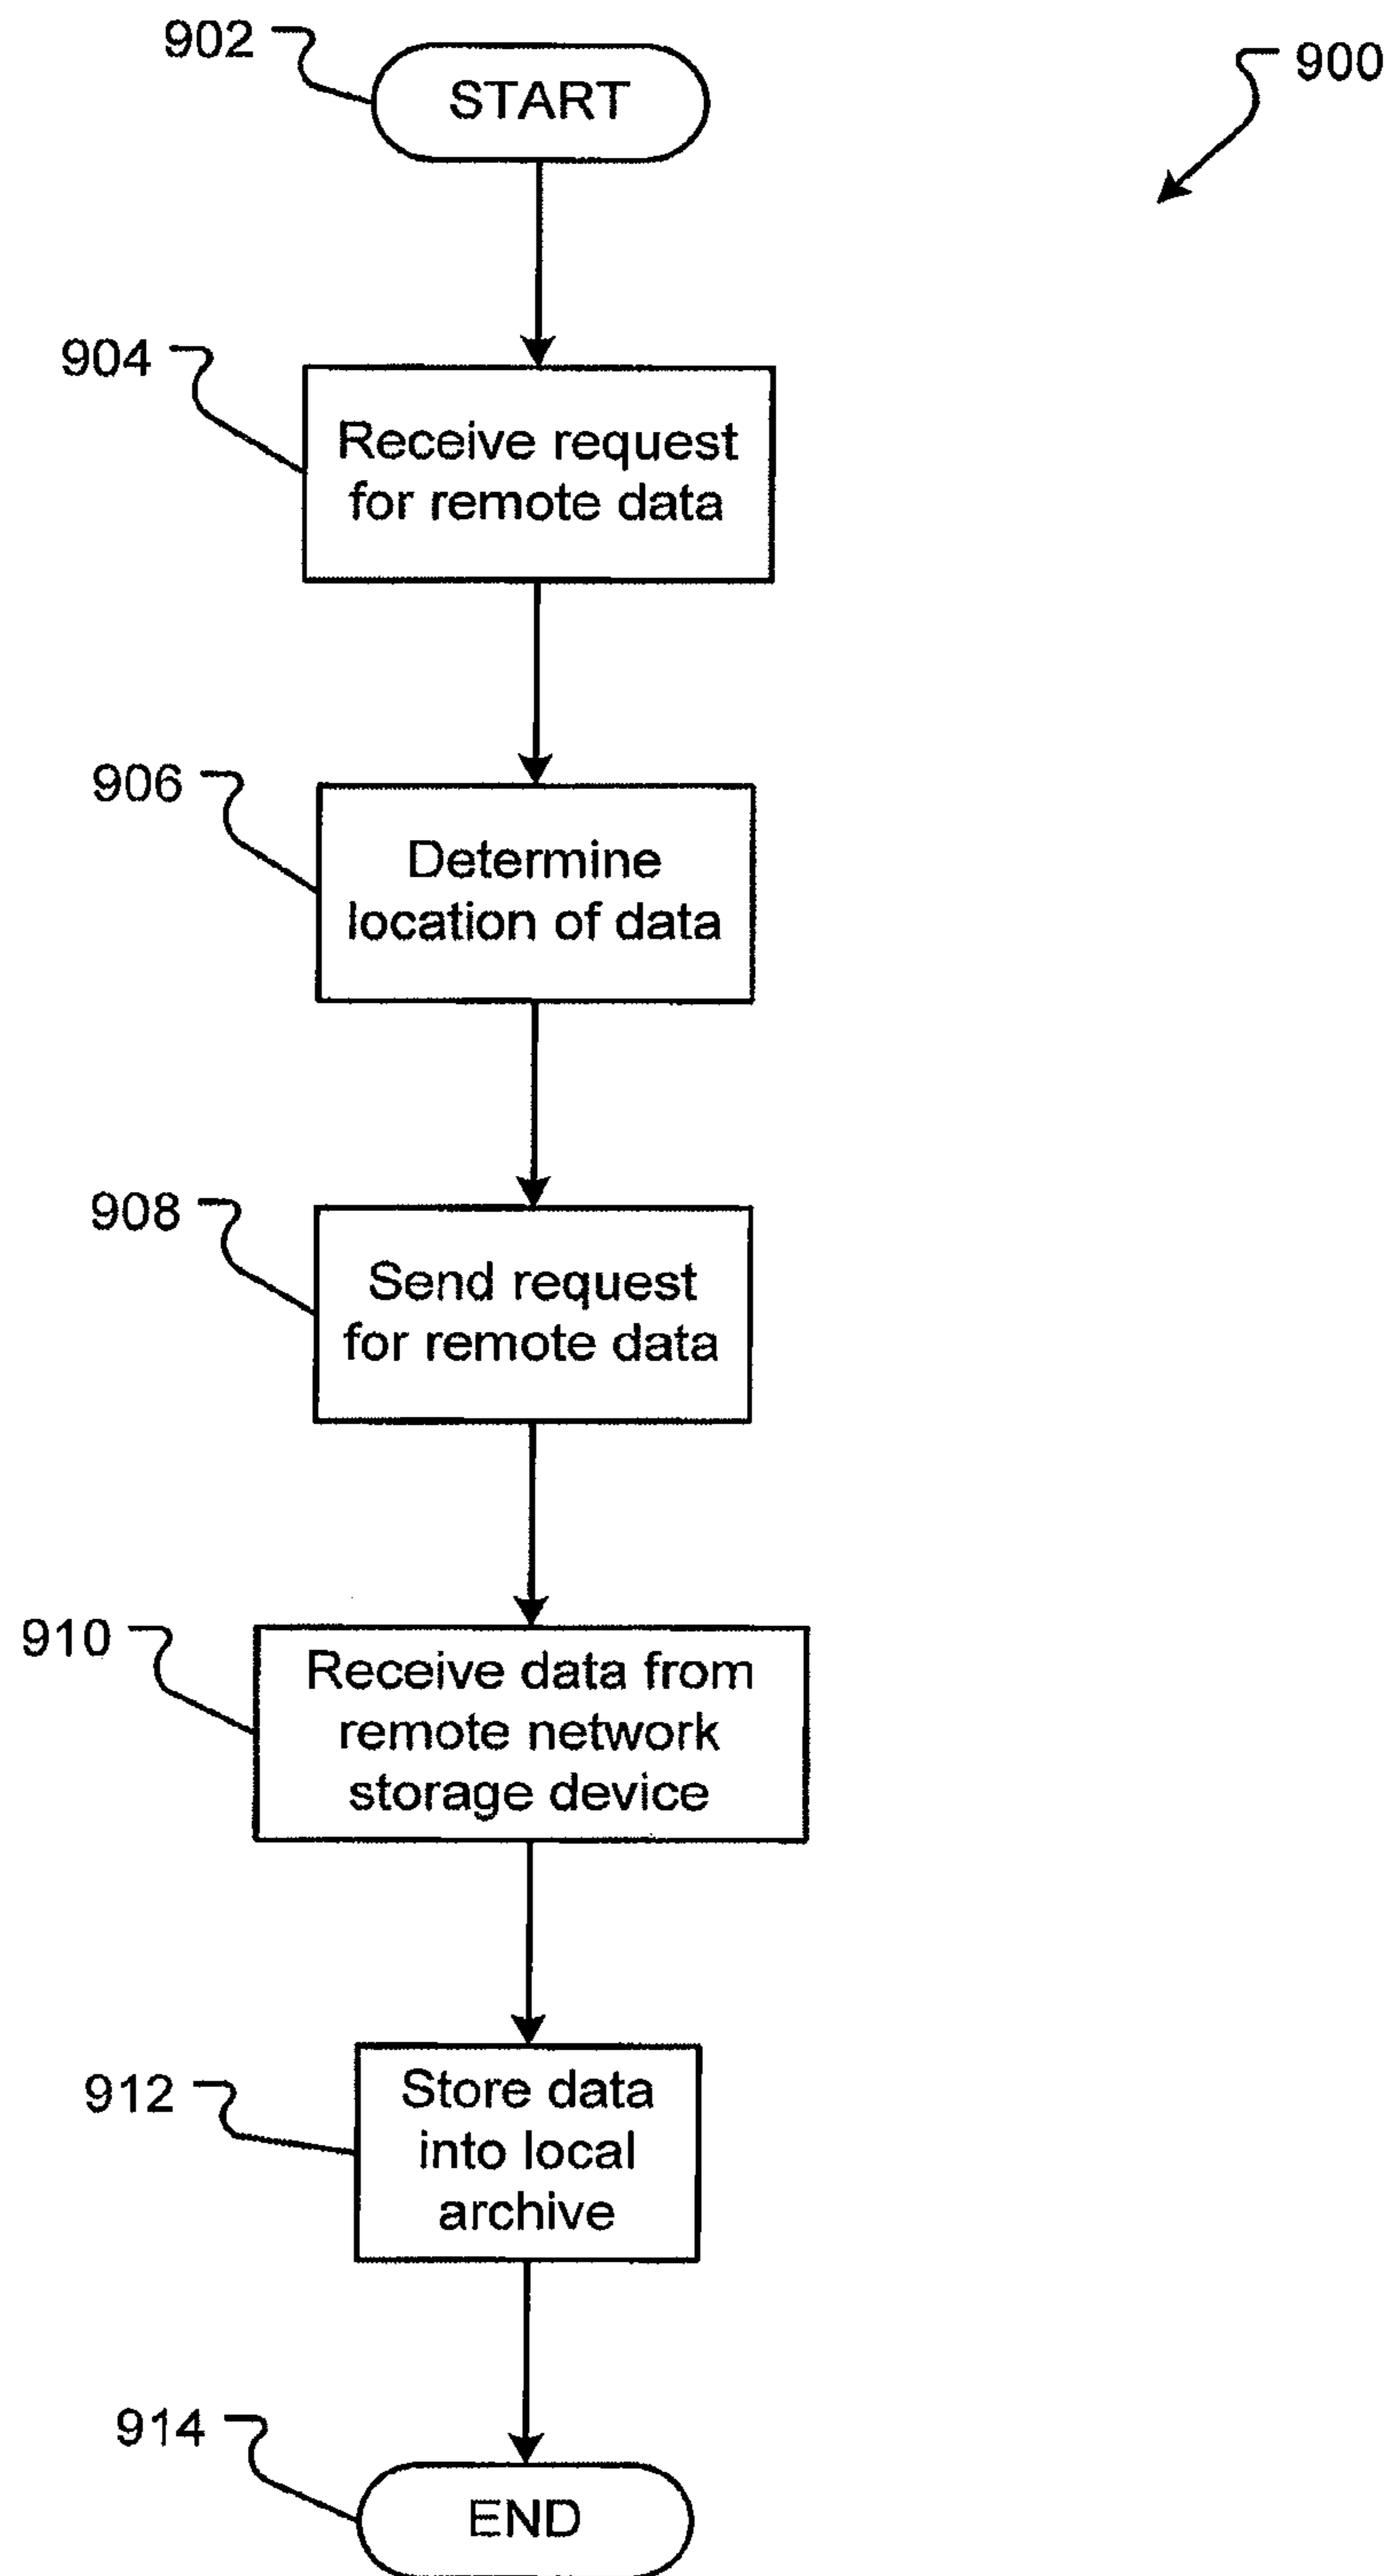 902
START
900
904
Receive request
for remote data
906
Determine
location of data
908
Send request
for remote data
910
Receive data from
remote network
storage device
912
Store data
into local
archive
914
END